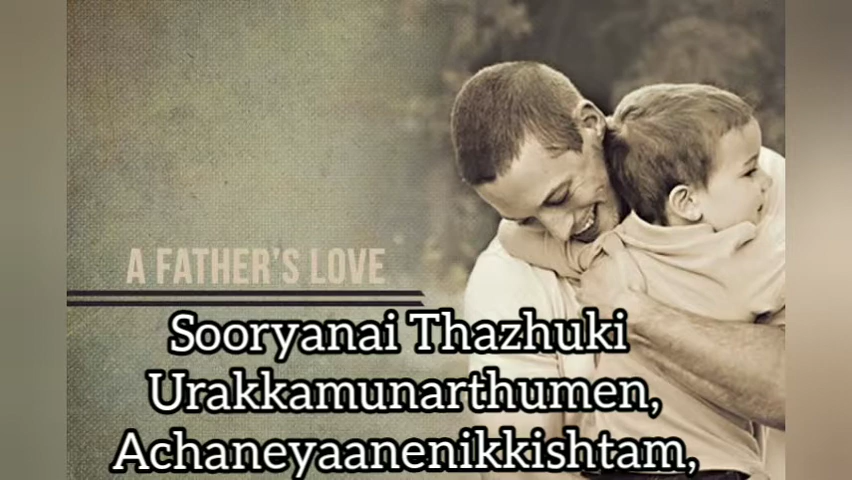 A FATHER'S LOVE
Sooryanai Thazhuki
Urakkamunarthumen,
Achaneyaanenikkishtam,